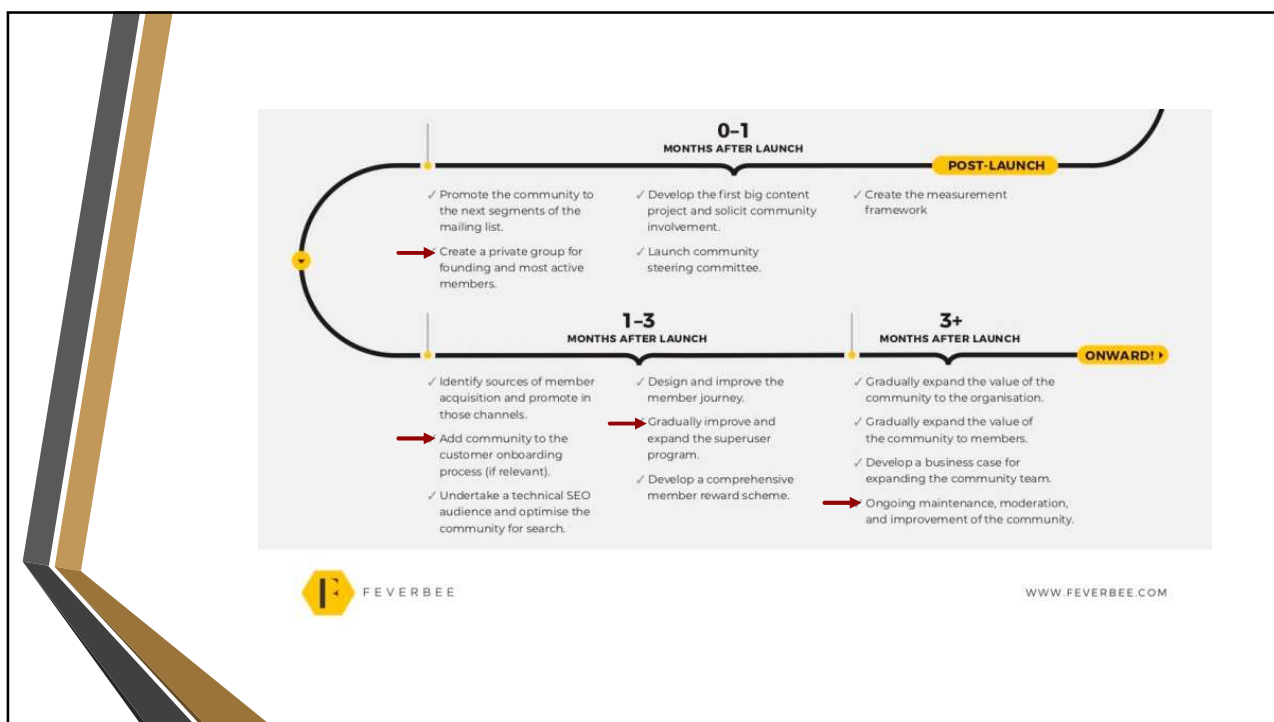 0–1
MONTHS AFTER LAUNCH
POST-LAUNCH
✓ Promote the community to
the next segments of the
mailing list.
Create a private group for
founding and most active
members.
✓ Develop the first big content
project and solicit community
involvement.
✓ Launch community
steering committee.
✓ Create the measurement
framework
1–3
MONTHS AFTER LAUNCH
✓ Identify sources of member
acquisition and promote in
those channels.
Add community to the
customer onboarding
process (if relevant).
✓ Undertake a technical SEO
audience and optimise the
community for search.
✓ Design and improve the
member journey.
Gradually improve and
expand the superuser
program.
✓ Develop a comprehensive
member reward scheme.
3+
MONTHS AFTER LAUNCH
ONWARD!
✓ Gradually expand the value of the
community to the organisation.
✓ Gradually expand the value of
the community to members.
✓ Develop a business case for
expanding the community team.
Ongoing maintenance, moderation,
and improvement of the community.
FEVERBEE
WWW.FEVERBEE.COM